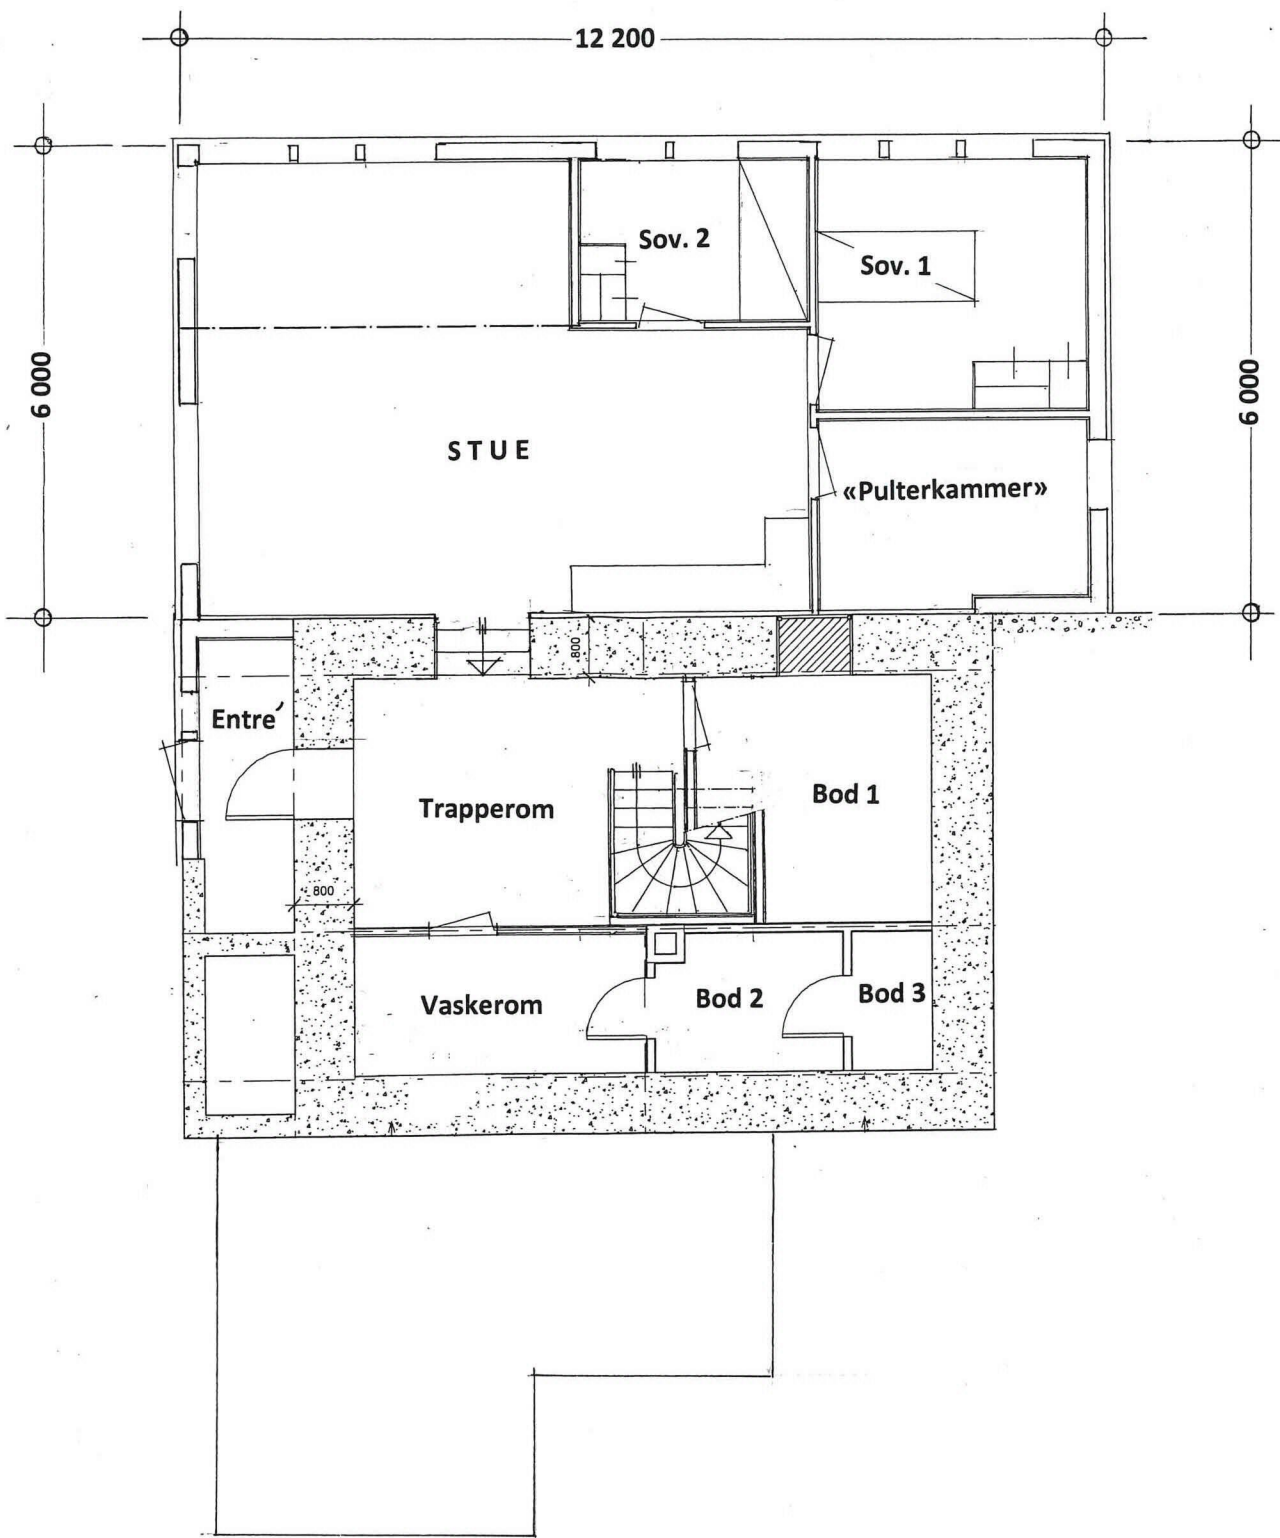 12 200
6 000
6 000
Sov. 2
Sov. 1
STUE
«Pulterkammer»
800
Entre´
Trapperom
Bod 1
800
Vaskerom
Bod 2
Bod 3